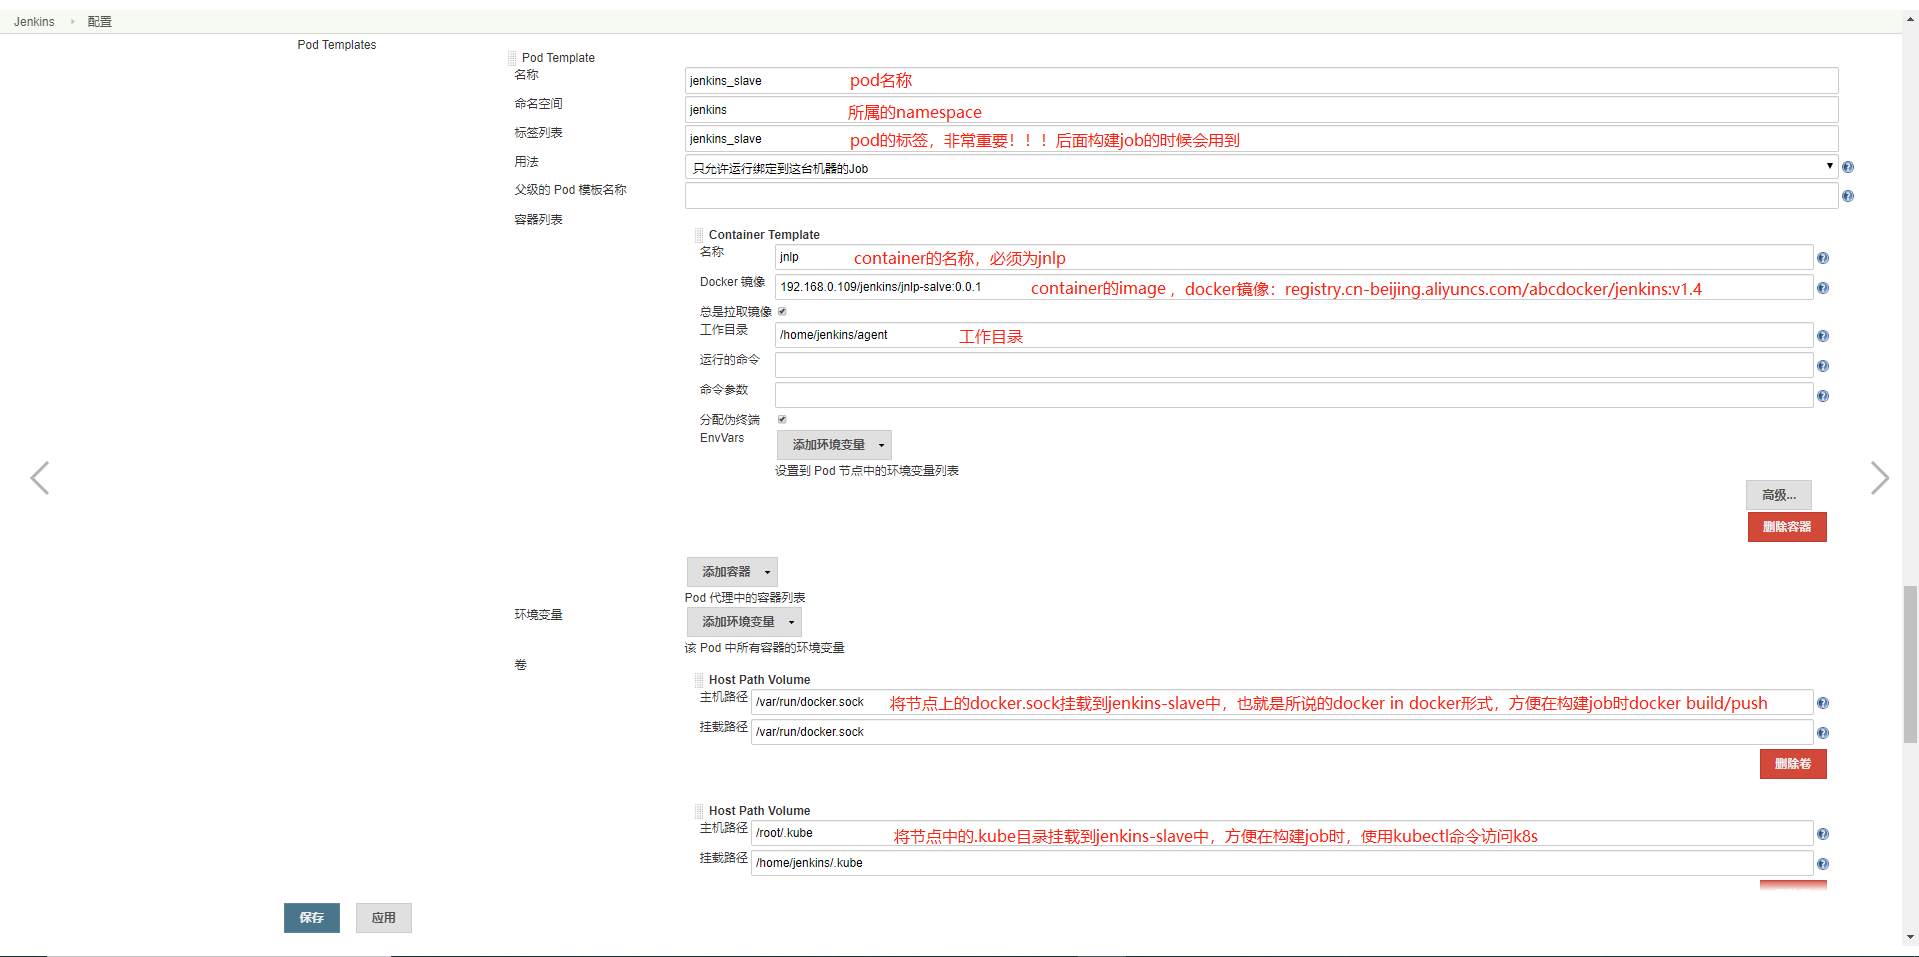 Jenkins 配置
Pod Templates
Pod Template
名称 jenkins_slave pod名称
命名空间 jenkins 所属的namespace
标签列表 jenkins_slave pod的标签，非常重要！！！后面构建job的时候会用到
用法 只允许运行绑定到这台机器的Job
父级的 Pod 模板名称
容器列表
Container Template
名称 jnlp container的名称，必须为jnlp
Docker 镜像 192.168.0.109/jenkins/jnlp-salve:0.0.1 container的image，docker镜像：registry.cn-beijing.aliyuncs.com/abcdocker/jenkins:v1.4
总是拉取镜像
工作目录 /home/jenkins/agent 工作目录
运行的命令
命令参数
分配伪终端
EnvVars 添加环境变量
设置到 Pod 节点中的环境变量列表
高级...
删除容器
添加容器
Pod 代理中的容器列表
环境变量 添加环境变量
该 Pod 中所有容器的环境变量
卷
Host Path Volume
主机路径 /var/run/docker.sock 将节点上的docker.sock挂载到jenkins-slave中，也就是所说的docker in docker形式，方便在构建job时docker build/push
挂载路径 /var/run/docker.sock
删除卷
Host Path Volume
主机路径 /root/.kube 将节点中的.kube目录挂载到jenkins-slave中，方便在构建job时，使用kubectl命令访问k8s
挂载路径 /home/jenkins/.kube
保存 应用